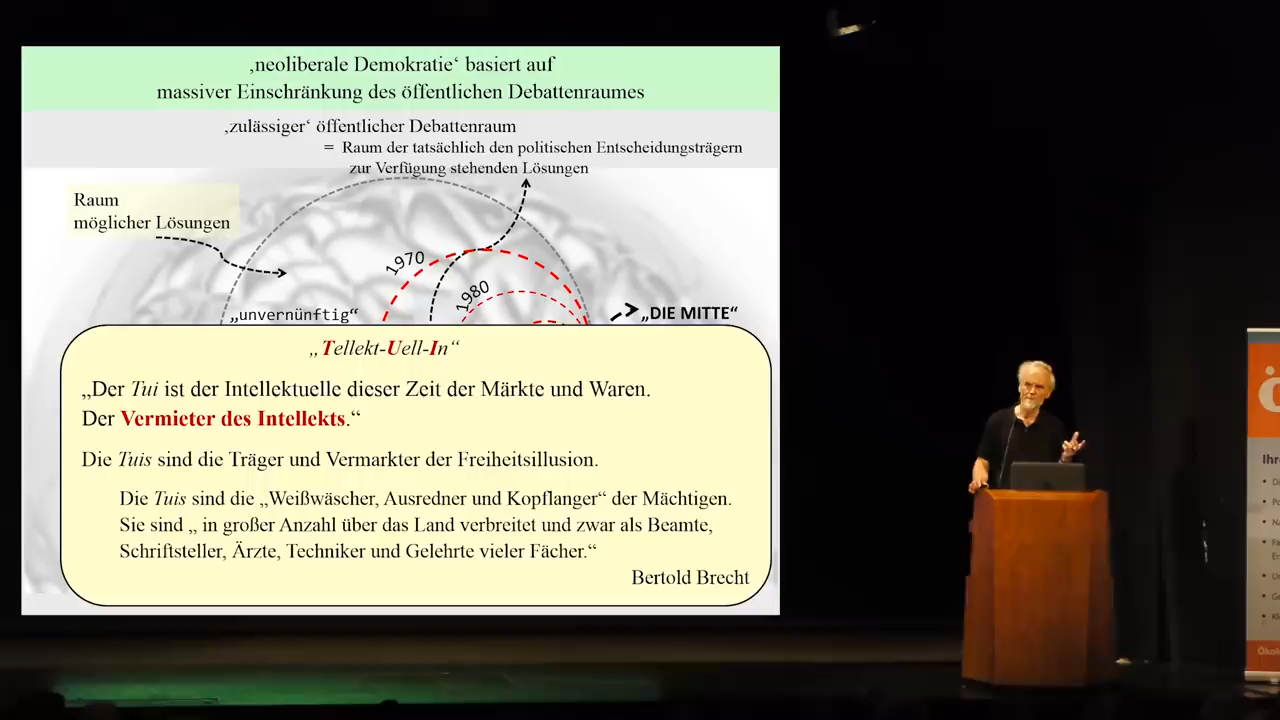 ‚neoliberale Demokratie‘ basiert auf
massiver Einschränkung des öffentlichen Debattenraumes
‚zulässiger‘ öffentlicher Debattenraum
= Raum der tatsächlich den politischen Entscheidungsträgern
zur Verfügung stehenden Lösungen
Raum
möglicher Lösungen
1970
1980
„unvernünftig“
„DIE MITTE“
„Tellekt-Uell-In“
„Der Tui ist der Intellektuelle dieser Zeit der Märkte und Waren.
Der Vermieter des Intellekts.“
Die Tuis sind die Träger und Vermarkter der Freiheitsillusion.
Die Tuis sind die „Weißwäscher, Ausredner und Kopflanger“ der Mächtigen.
Sie sind „ in großer Anzahl über das Land verbreitet und zwar als Beamte,
Schriftsteller, Ärzte, Techniker und Gelehrte vieler Fächer.“
Bertold Brecht
ö
Ihre